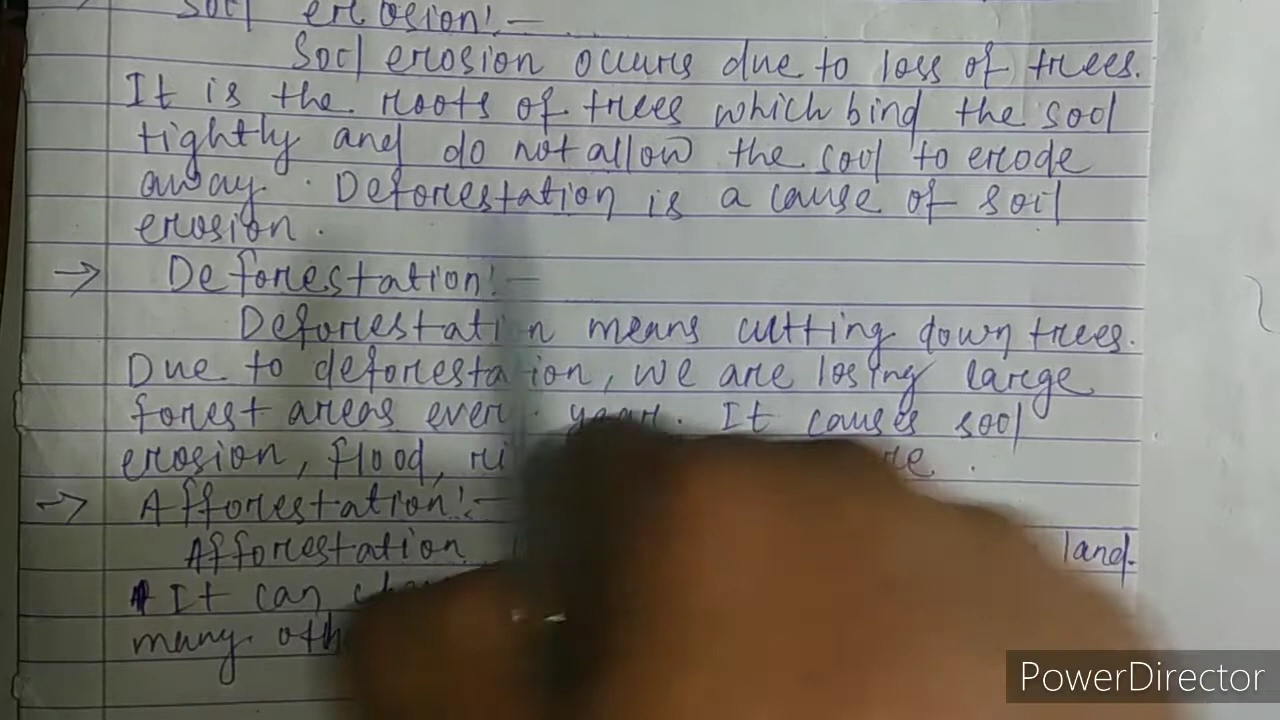 Soil erosion:-
Soil erosion occurs due to loss of trees.
It is the roots of trees which bind the soil
tightly and do not allow the soil to erode
away. Deforestation is a cause of soil
erosion.
→ Deforestation:-
Deforestation means cutting down trees.
Due to deforestation, we are losing large
forest areas every year. It causes soil
erosion, flood,
→ Afforestation:-
Afforestation land.
It can
many
PowerDirector